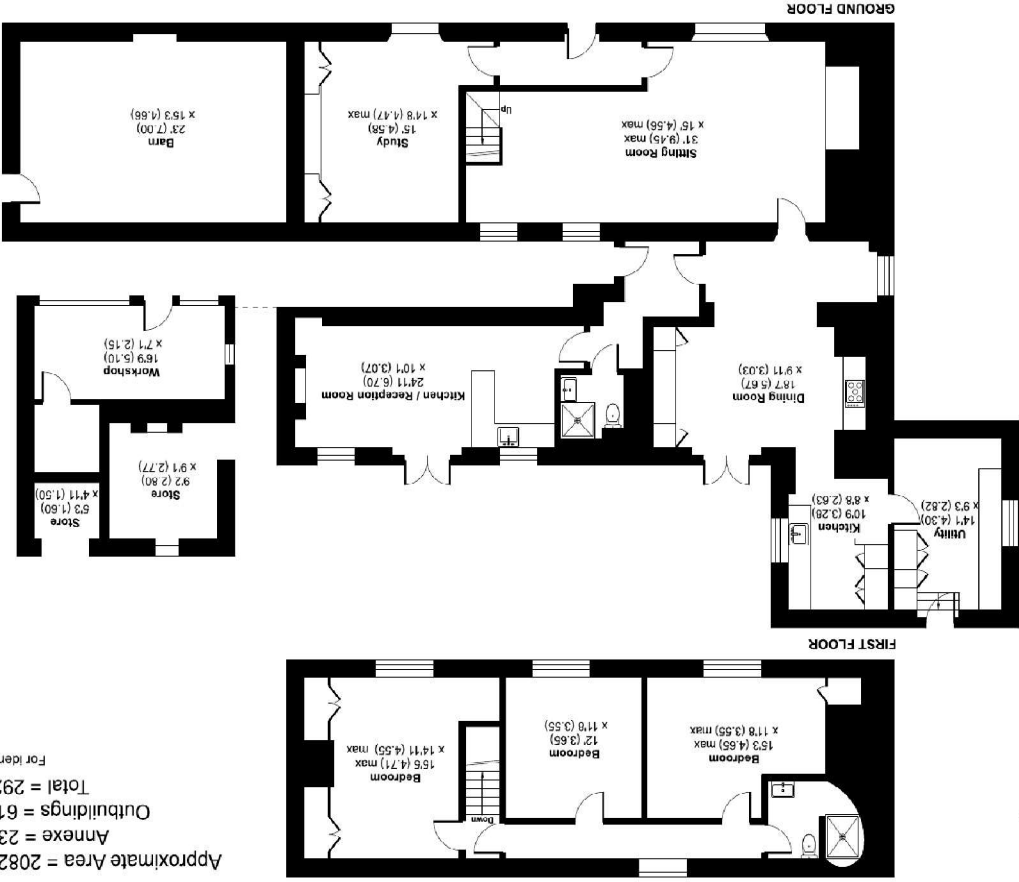 Approximate Area = 2082
Annexe = 23
Outbuildings = 61
Total = 292
For iden
Down
Bedroom
15'3 (4.65) max
x 11'8 (3.55) max
Bedroom
12' (3.65)
x 11'8 (3.55)
Bedroom
15'5 (4.71) max
x 14'11 (4.55) max
FIRST FLOOR
Utility
14'1 (4.30)
x 9'3 (2.82)
Kitchen
10'9 (3.28)
x 8'8 (2.63)
Store
5'3 (1.60)
x 4'11 (1.50)
Store
9'2 (2.80)
x 9'1 (2.77)
Dining Room
18'7 (5.67)
x 9'11 (3.03)
Kitchen / Reception Room
24'11 (6.70)
x 10'1 (3.07)
Workshop
16'9 (5.10)
x 7'1 (2.15)
Sitting Room
31' (9.45) max
x 15' (4.56) max
Up
Study
15' (4.58)
x 14'8 (4.47) max
Barn
23' (7.00)
x 15'3 (4.66)
GROUND FLOOR